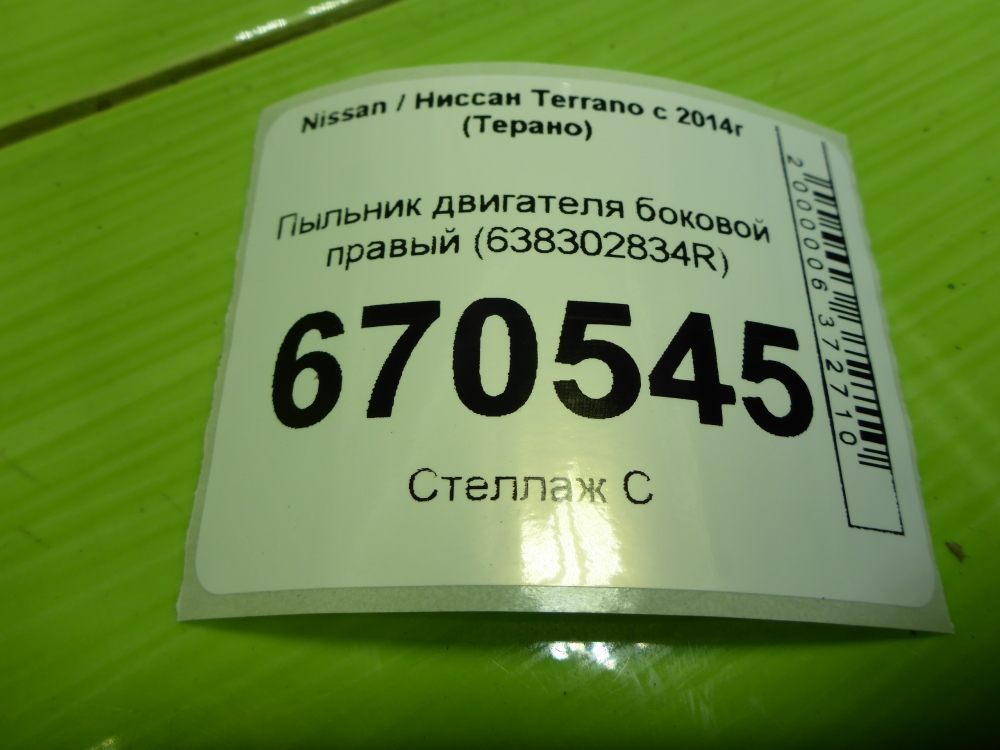 Nissan / Ниссан Terrano с 2014г
(Терано)
Пыльник двигателя боковой
правый (638302834R)
670545
Стеллаж С
2000006372710